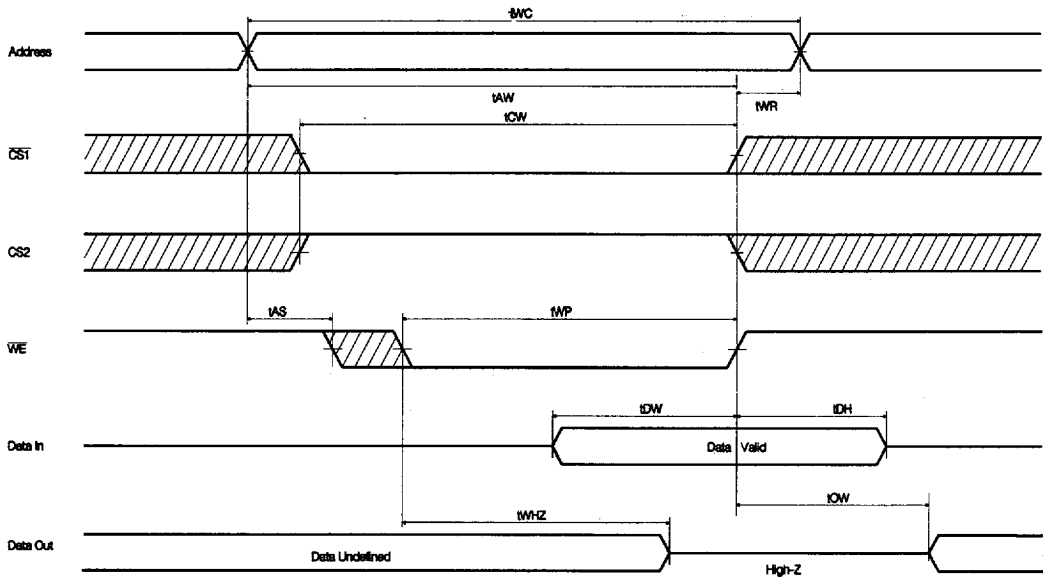 tWC
Address
tAW
tWR
tCW
CS1
CS2
tAS
tWP
WE
tDW
tDH
Data In
Data Valid
tOW
tWHZ
Data Out
Data Undefined
High-Z